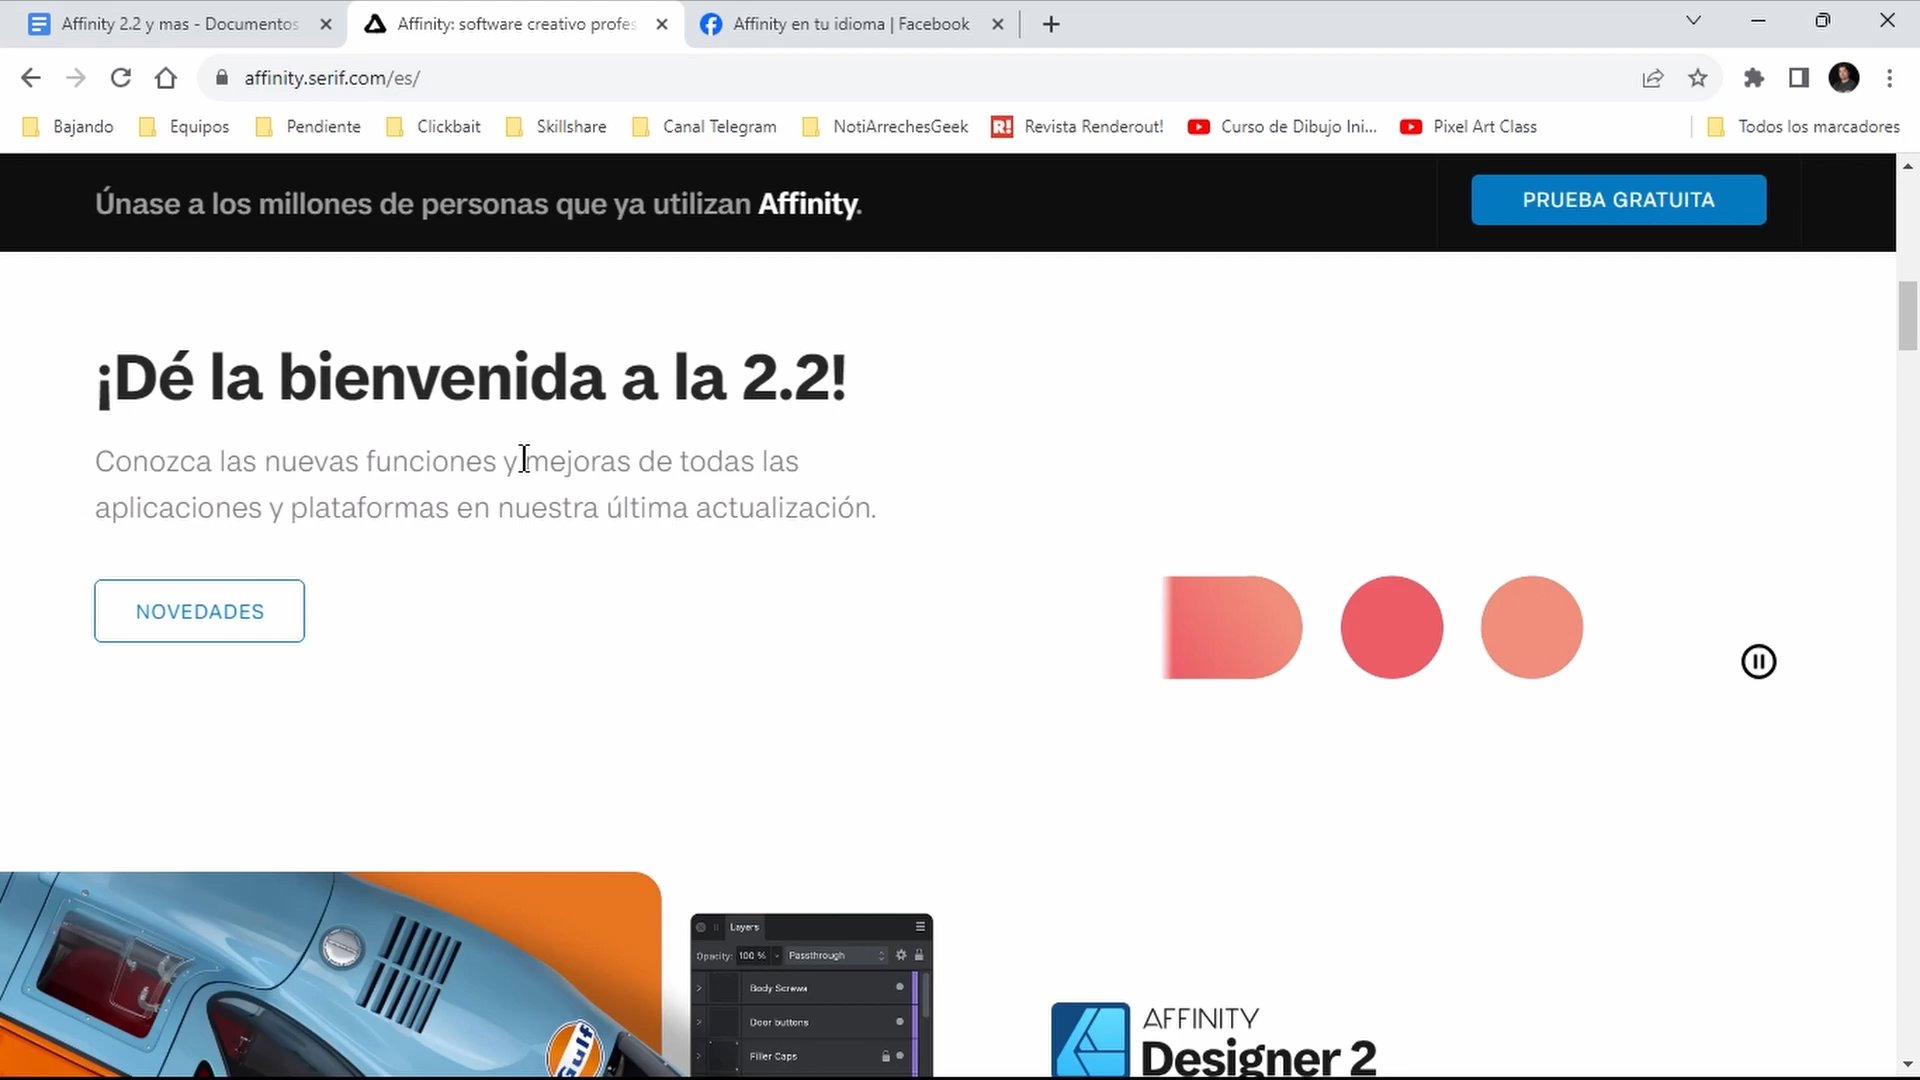 Affinity 2.2 y mas - Documentos
Affinity: software creativo profes
Affinity en tu idioma | Facebook
affinity.serif.com/es/
Bajando
Equipos
Pendiente
Clickbait
Skillshare
Canal Telegram
NotiArrechesGeek
R!
Revista Renderout!
Curso de Dibujo Ini...
Pixel Art Class
Todos los marcadores
Únase a los millones de personas que ya utilizan Affinity.
PRUEBA GRATUITA
¡Dé la bienvenida a la 2.2!
Conozca las nuevas funciones y mejoras de todas las
aplicaciones y plataformas en nuestra última actualización.
NOVEDADES
Gulf
Layers
Opacity: 100 % Passthrough
Body Screws
Door buttons
Filler Caps
AFFINITY
Designer 2